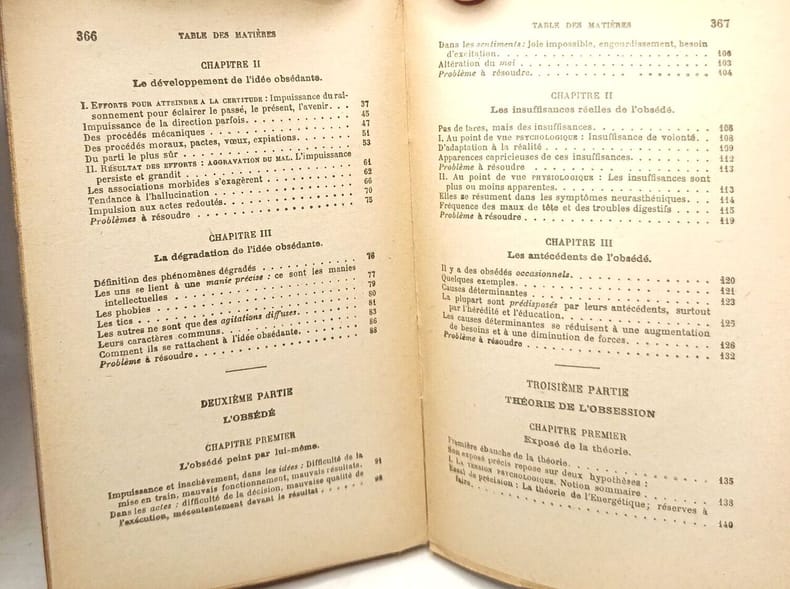 366 TABLE DES MATIÈRES
CHAPITRE II
Le développement de l'idée obsédante.
I. EFFORTS POUR ATTEINDRE A LA CERTITUDE : Impuissance du rai-
sonnement pour éclairer le passé, le présent, l'avenir. . . 37
Impuissance de la direction parfois. . . . 45
Des procédés mécaniques . . . . 47
Des procédés moraux, pactes, vœux, expiations. . . . 51
Du parti le plus sûr . . . . 53
II. RÉSULTAT DES EFFORTS : AGGRAVATION DU MAL. L'impuissance
persiste et grandit . . . . 61
Les associations morbides s'exagèrent . . . . 62
Tendance à l'hallucination . . . . 66
Impulsion aux actes redoutés. . . . 70
Problèmes à résoudre . . . . 75
CHAPITRE III
La dégradation de l'idée obsédante.
Définition des phénomènes dégradés . . . . 76
Les uns se lient à une manie précise : ce sont les manies
intellectuelles . . . . 77
Les phobies . . . . 79
Les tics . . . . 80
Les autres ne sont que des agitations diffuses. . . . 81
Leurs caractères communs. . . . 83
Comment ils se rattachent à l'idée obsédante. . . . 86
Problème à résoudre. . . . 88
DEUXIÈME PARTIE
L'OBSÉDÉ
CHAPITRE PREMIER
L'obsédé peint par lui-même.
Impuissance et inachèvement, dans les idées : Difficulté de la
mise en train, mauvais fonctionnement, mauvais résultats. 91
Dans les actes : difficulté de la décision, mauvaise qualité de
l'exécution, mécontentement devant le résultat . . . . 98
TABLE DES MATIÈRES 367
Dans les sentiments : Joie impossible, engourdissement, besoin
d'excitation. . . . 100
Altération du moi . . . . 103
Problème à résoudre. . . . 104
CHAPITRE II
Les insuffisances réelles de l'obsédé.
Pas de tares, mais des insuffisances. . . . 108
I. Au point de vue PSYCHOLOGIQUE : Insuffisance de volonté. . 108
D'adaptation à la réalité . . . . 109
Apparences capricieuses de ces insuffisances. . . . 112
Problème à résoudre . . . . 113
II. Au point de vue PHYSIOLOGIQUE : Les insuffisances sont
plus ou moins apparentes. . . . 113
Elles se résument dans les symptômes neurasthéniques. . . . 114
Fréquence des maux de tête et des troubles digestifs . . . . 115
Problème à résoudre . . . . 119
CHAPITRE III
Les antécédents de l'obsédé.
Il y a des obsédés occasionnels. . . . 120
Quelques exemples. . . . 121
Causes déterminantes . . . . 123
La plupart sont prédisposés par leurs antécédents, surtout
par l'hérédité et l'éducation. . . . 125
Les causes déterminantes se réduisent à une augmentation
de besoins et à une diminution de forces. . . . 126
Problème à résoudre . . . . 132
TROISIÈME PARTIE
THÉORIE DE L'OBSESSION
CHAPITRE PREMIER
Exposé de la théorie.
Première ébauche de la théorie. . . .
Son exposé précis repose sur deux hypothèses : 135
I. LA TENSION PSYCHOLOGIQUE. Notion sommaire . . . . 138
Essai de précision : La théorie de l'Energétique; réserves à
faire. . . . 140